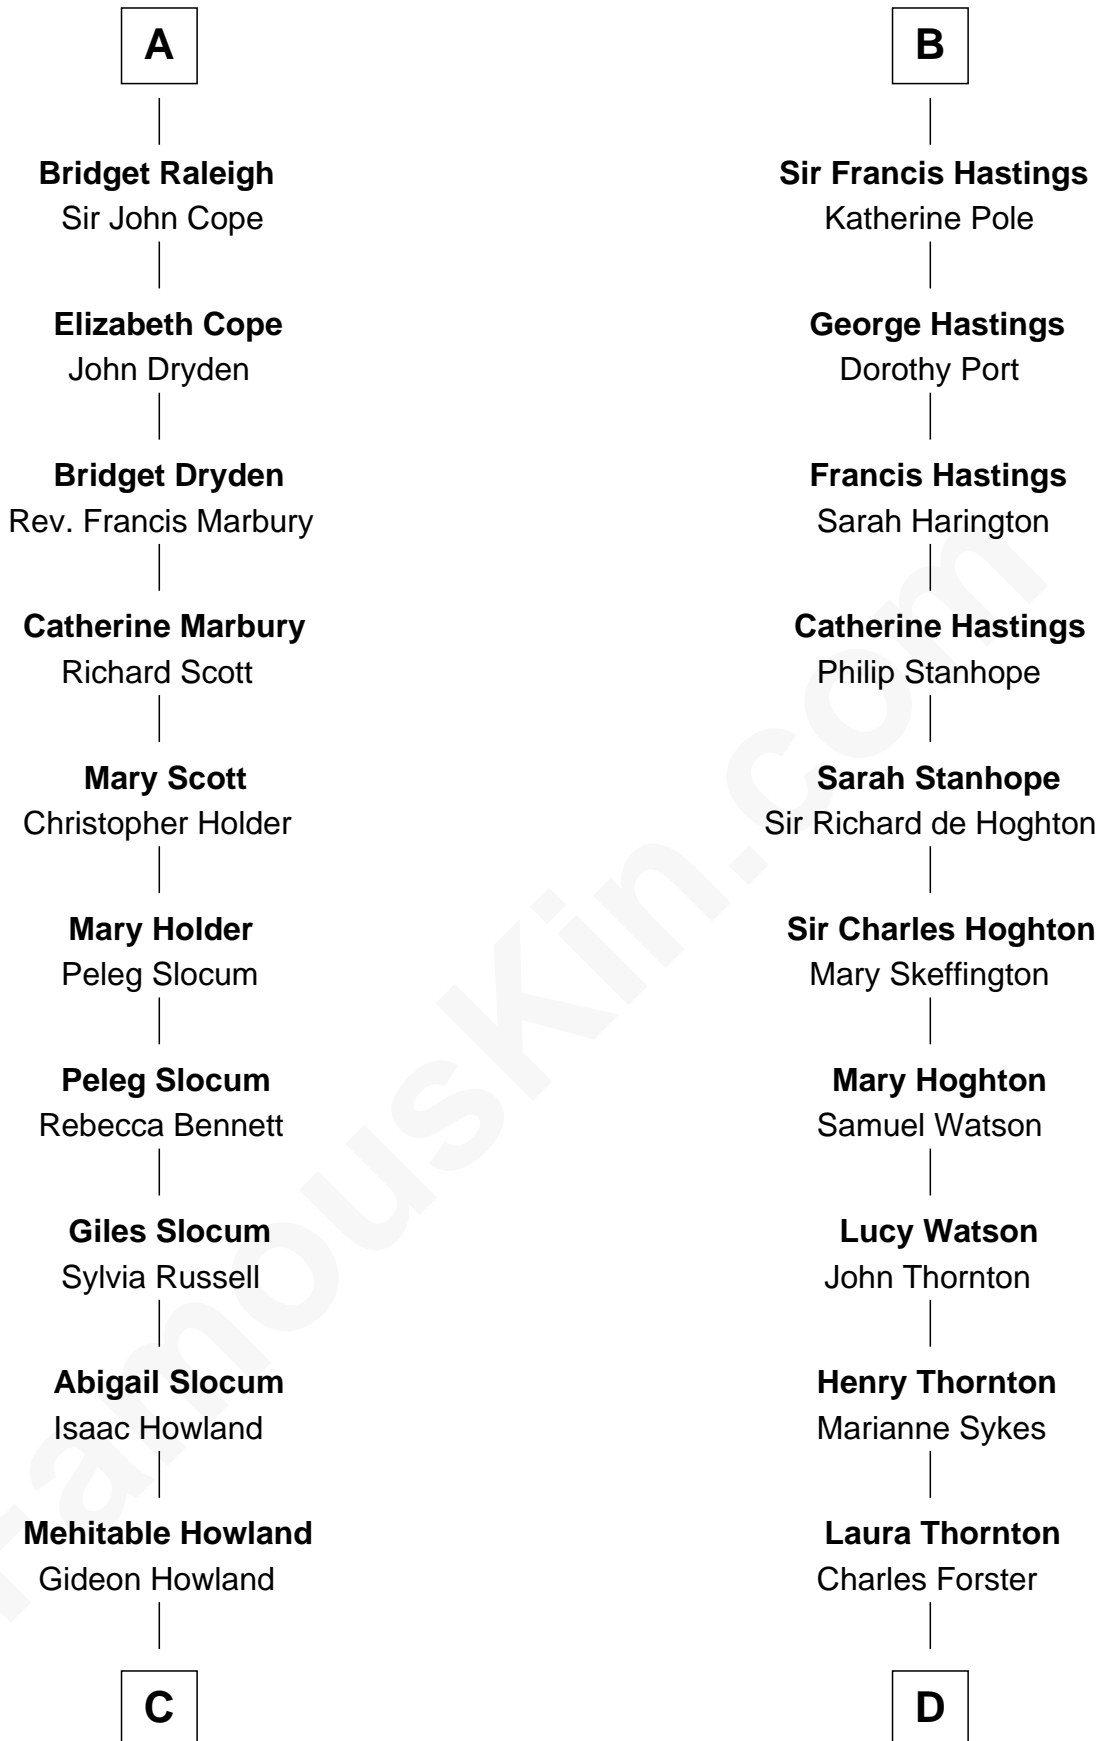 A
B
Bridget Raleigh
Sir John Cope
Sir Francis Hastings
Katherine Pole
Elizabeth Cope
John Dryden
George Hastings
Dorothy Port
Bridget Dryden
Rev. Francis Marbury
Francis Hastings
Sarah Harington
Catherine Marbury
Richard Scott
Catherine Hastings
Philip Stanhope
Mary Scott
Christopher Holder
Sarah Stanhope
Sir Richard de Hoghton
Mary Holder
Peleg Slocum
Sir Charles Hoghton
Mary Skeffington
Peleg Slocum
Rebecca Bennett
Mary Hoghton
Samuel Watson
Giles Slocum
Sylvia Russell
Lucy Watson
John Thornton
Abigail Slocum
Isaac Howland
Henry Thornton
Marianne Sykes
Mehitable Howland
Gideon Howland
Laura Thornton
Charles Forster
C
D
FamousKin.com